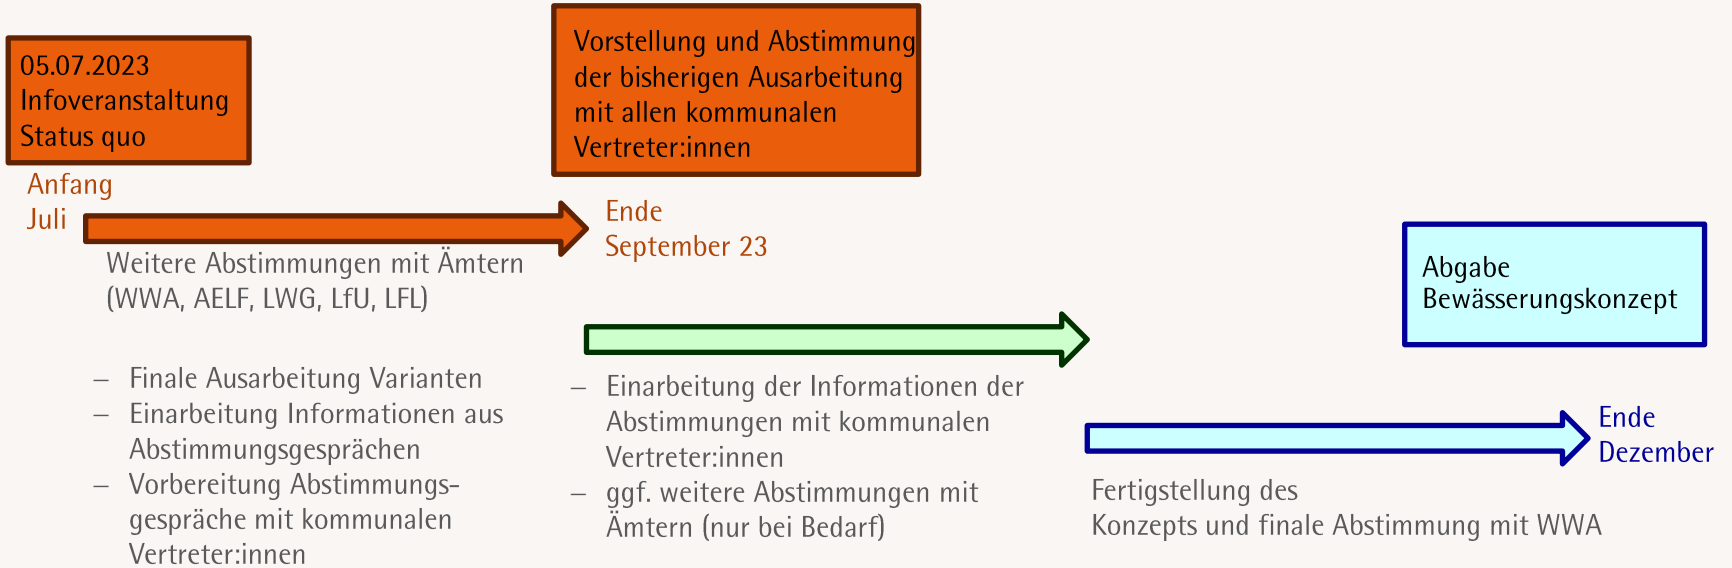 05.07.2023
Infoveranstaltung
Status quo
Anfang
Juli
Vorstellung und Abstimmung
der bisherigen Ausarbeitung
mit allen kommunalen
Vertreter:innen
Ende
September 23
Weitere Abstimmungen mit Ämtern
(WWA, AELF, LWG, LfU, LFL)
– Finale Ausarbeitung Varianten
– Einarbeitung Informationen aus
Abstimmungsgesprächen
– Vorbereitung Abstimmungs-
gespräche mit kommunalen
Vertreter:innen
– Einarbeitung der Informationen der
Abstimmungen mit kommunalen
Vertreter:innen
– ggf. weitere Abstimmungen mit
Ämtern (nur bei Bedarf)
Abgabe
Bewässerungskonzept
Ende
Dezember
Fertigstellung des
Konzepts und finale Abstimmung mit WWA